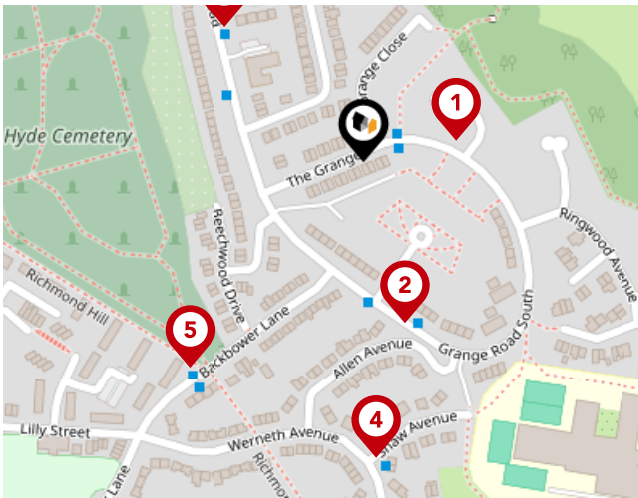 Grange Close
1
Hyde Cemetery
The Grange
Ringwood Avenue
Beechwood Drive
Richmond Hill
2
5
Backbower Lane
Grange Road South
Allen Avenue
4
Shaw Avenue
Lilly Street
Werneth Avenue
Lane
Richmo